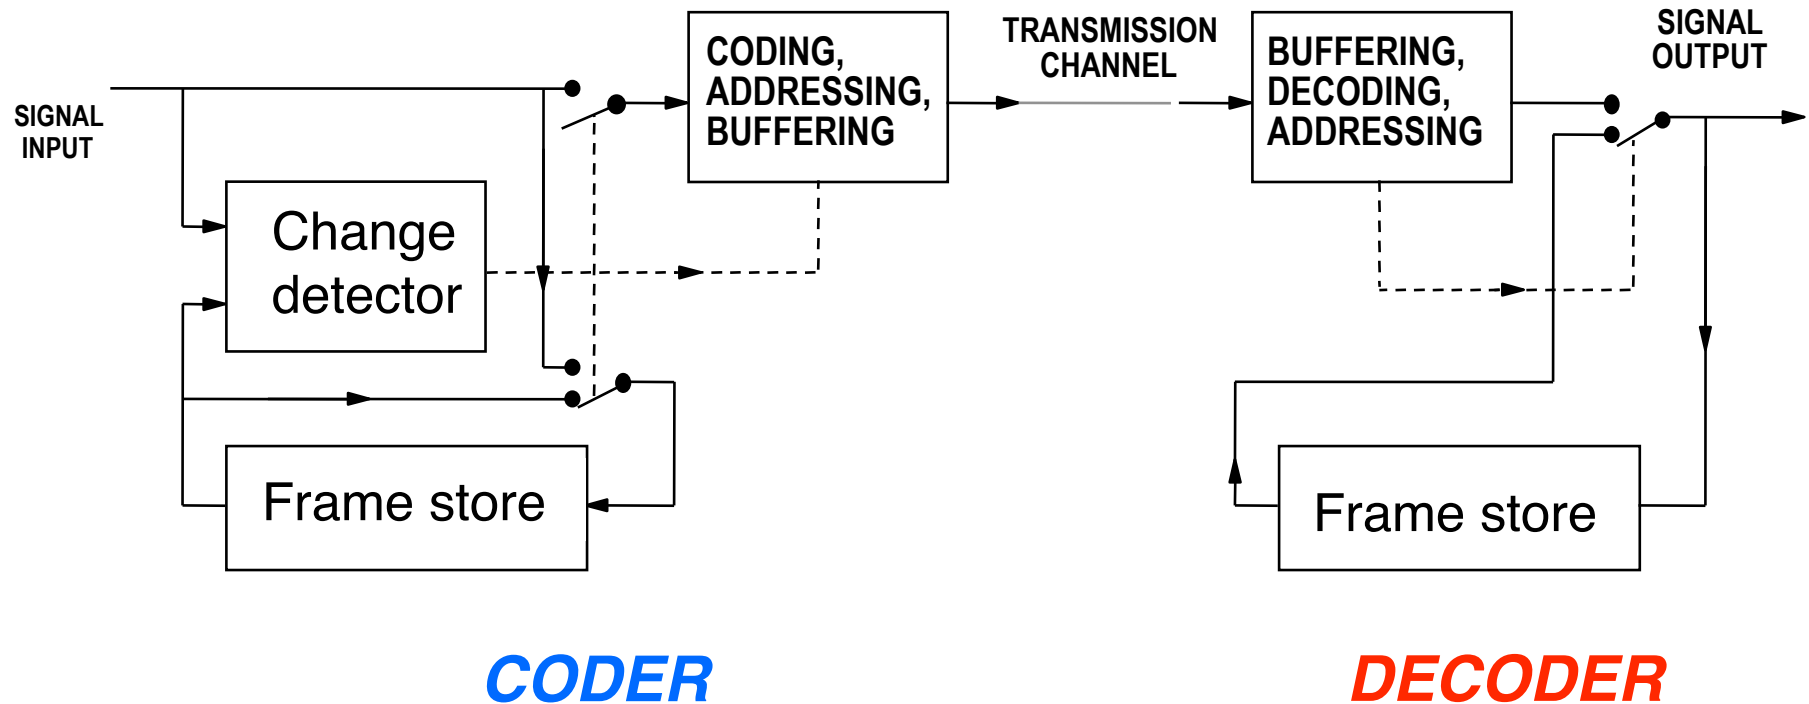 SIGNAL
INPUT
CODING,
ADDRESSING,
BUFFERING
TRANSMISSION
CHANNEL
BUFFERING,
DECODING,
ADDRESSING
SIGNAL
OUTPUT
Change
detector
Frame store
Frame store
CODER
DECODER